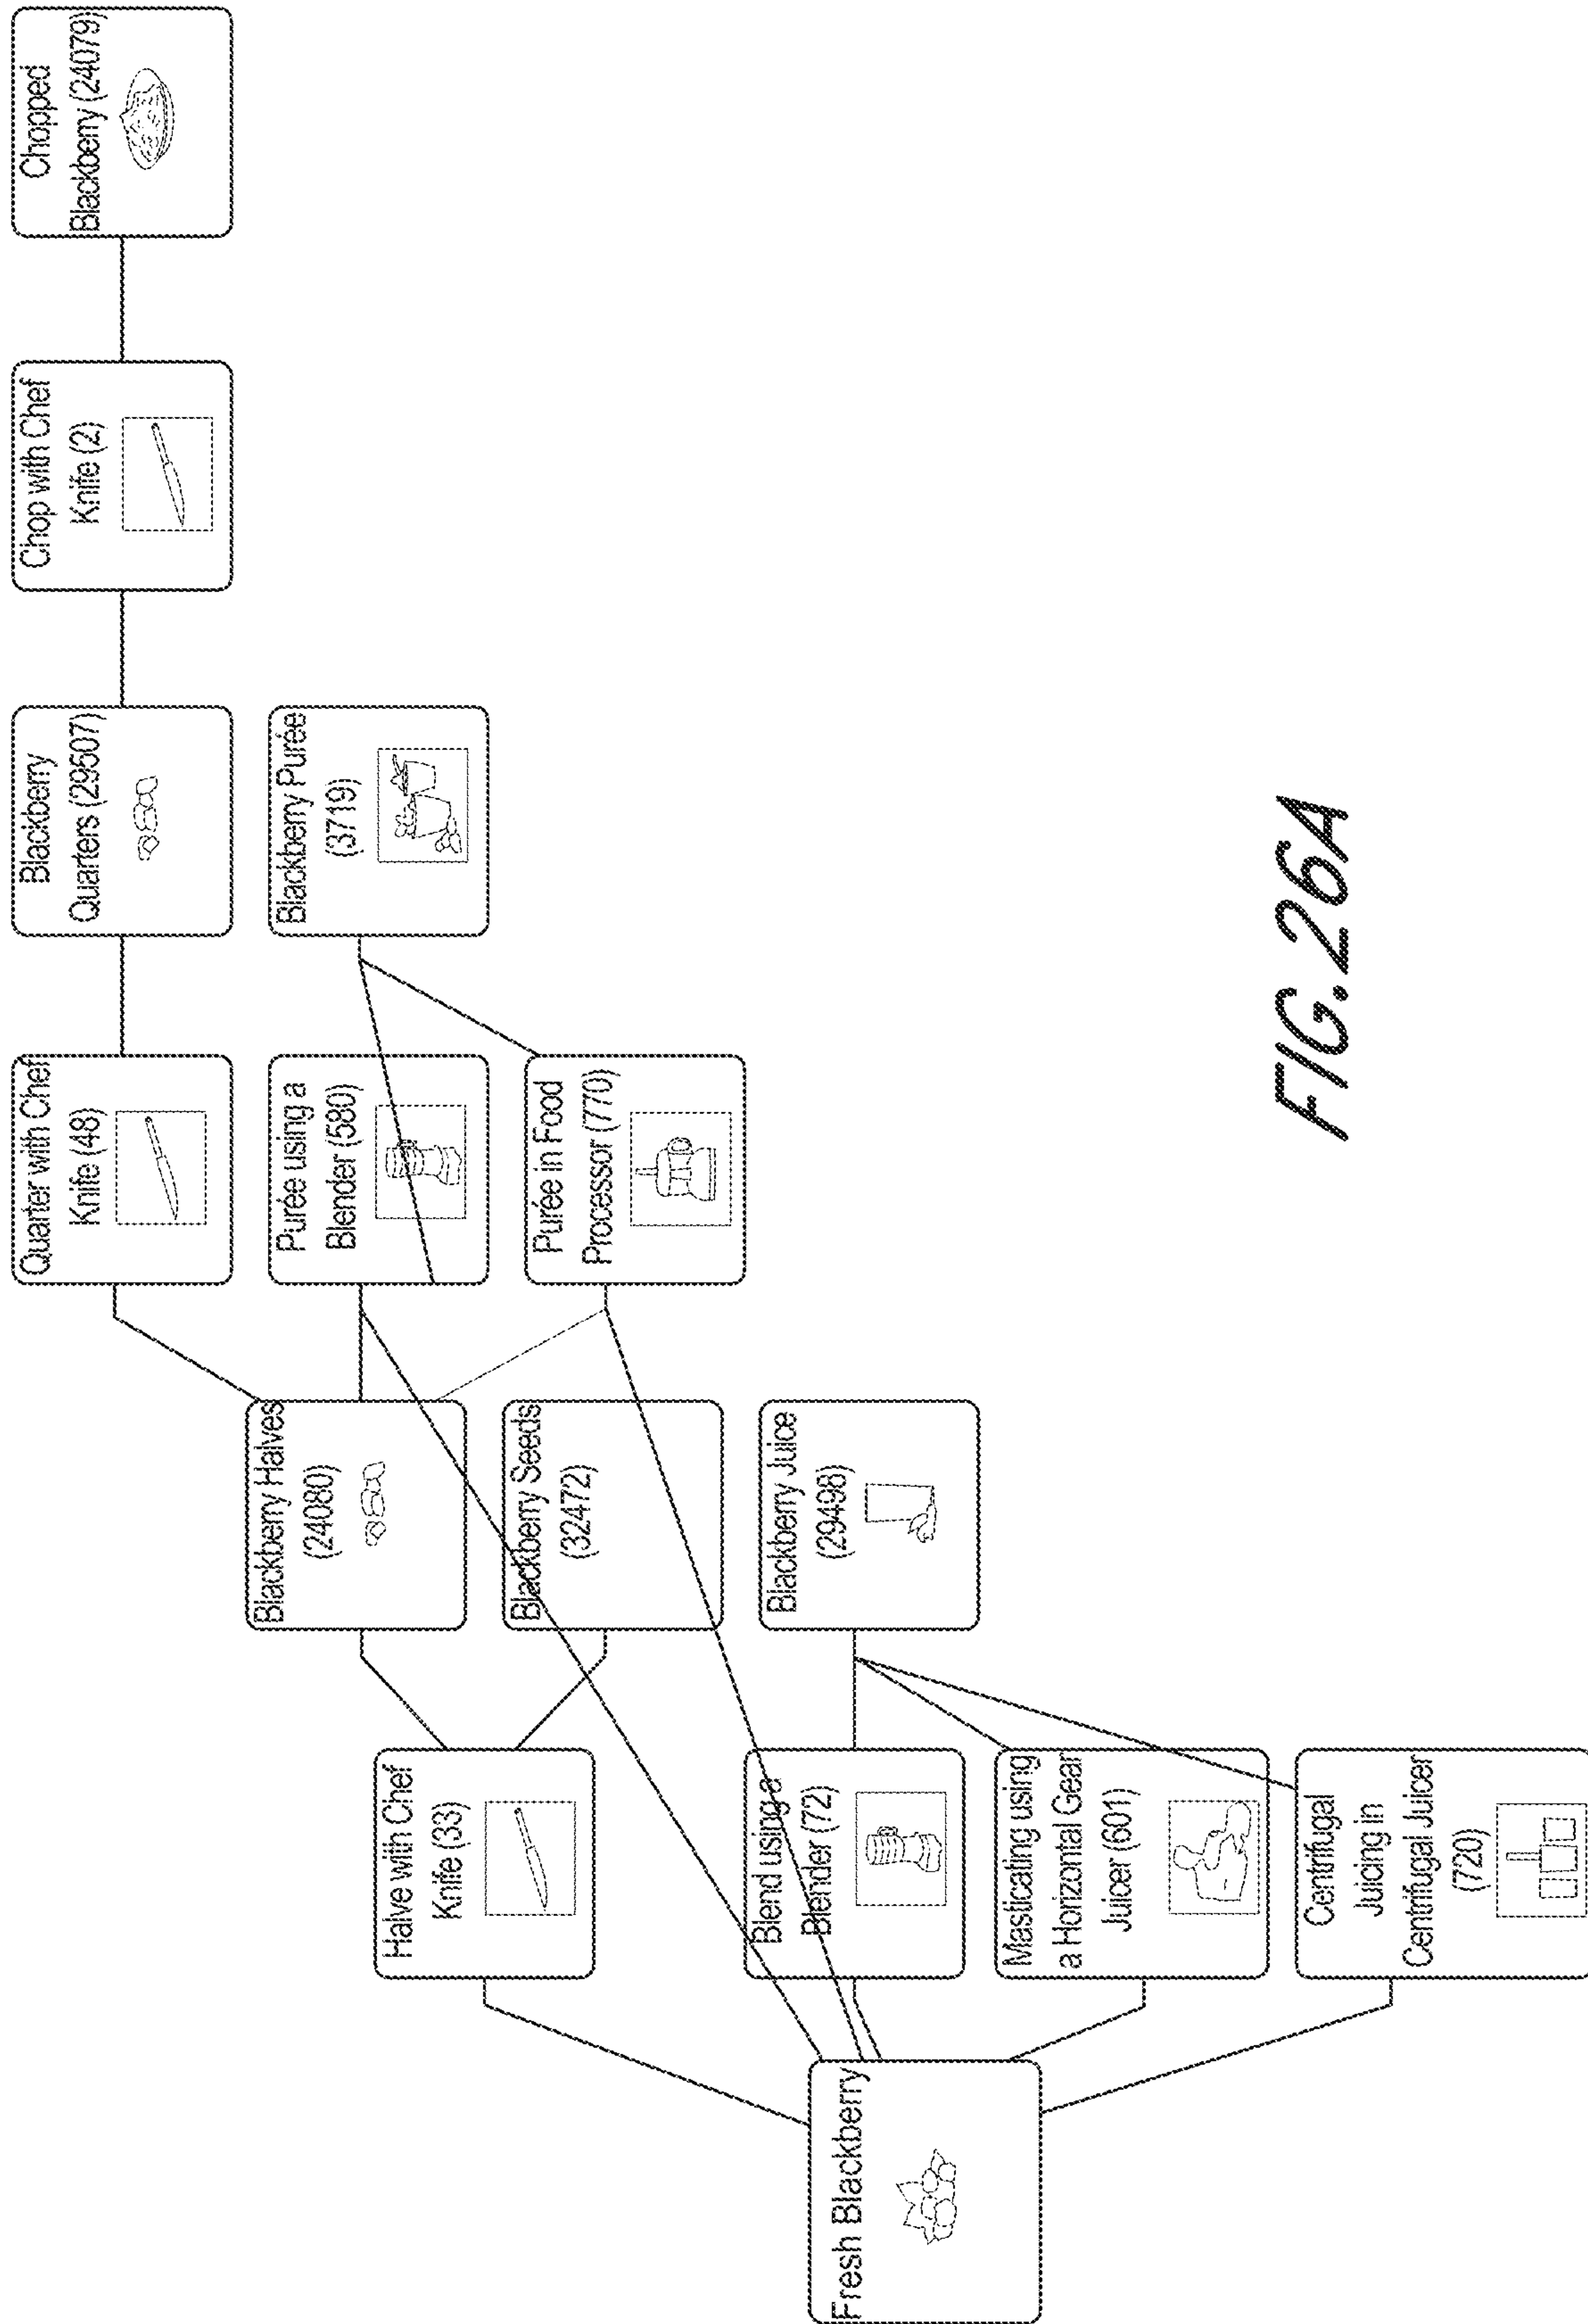 Fresh Blackberry
Halve with Chef
Knife (33)
Blend using a
Blender (72)
Masticating using
a Horizontal Gear
Juicer (601)
Centrifugal
Juicing in
Centrifugal Juicer
(720)
Blackberry Halves
(24080)
Blackberry Seeds
(32472)
Blackberry Juice
(29498)
Quarter with Chef
Knife (48)
Purée using a
Blender (580)
Purée in Food
Processor (770)
Blackberry
Quarters (29507)
Blackberry Purée
(3719)
Chop with Chef
Knife (2)
Chopped
Blackberry (24079)
FIG. 26A